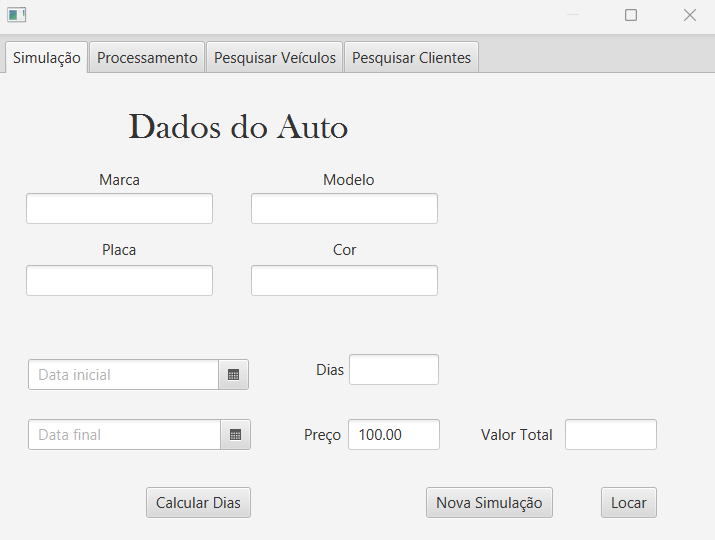 Simulação Processamento Pesquisar Veículos Pesquisar Clientes
Dados do Auto
Marca Modelo
Placa Cor
Data inicial Dias
Data final Preço 100.00 Valor Total
Calcular Dias Nova Simulação Locar